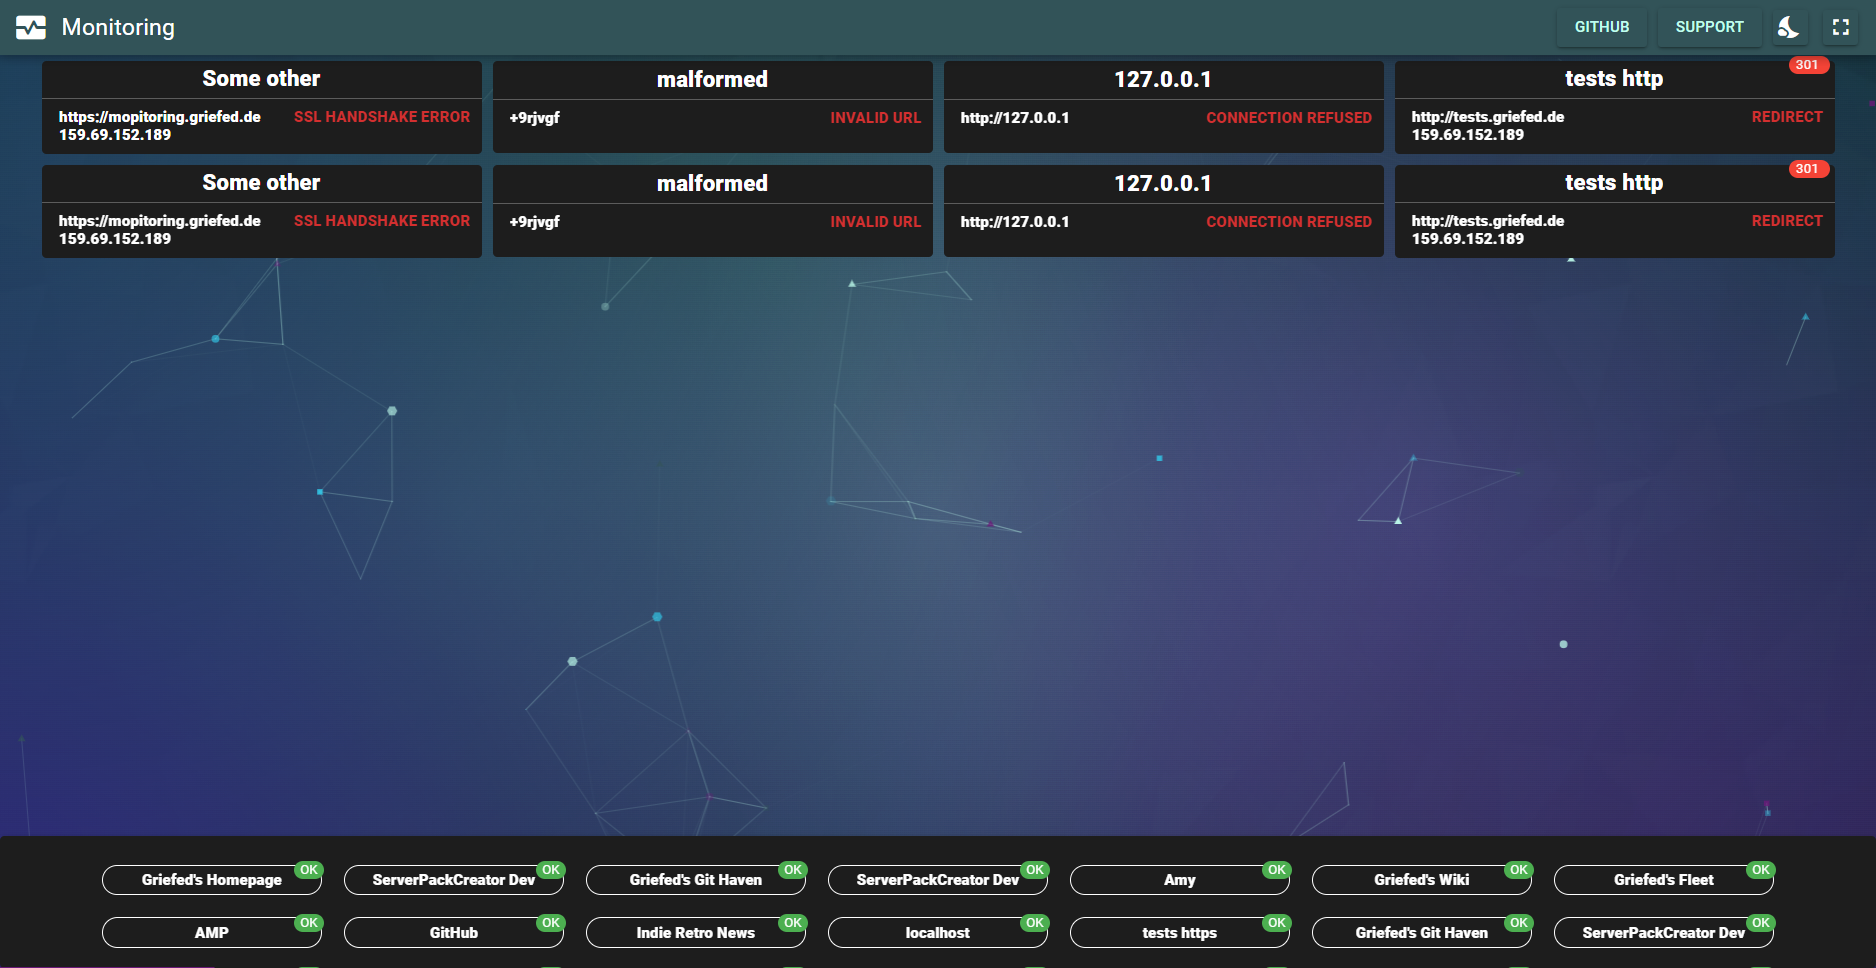 Monitoring
GITHUB
SUPPORT
Some other
https://mopitoring.griefed.de SSL HANDSHAKE ERROR
159.69.152.189
malformed
+9rjvgf INVALID URL
127.0.0.1
http://127.0.0.1 CONNECTION REFUSED
301
tests http
http://tests.griefed.de REDIRECT
159.69.152.189
Some other
https://mopitoring.griefed.de SSL HANDSHAKE ERROR
159.69.152.189
malformed
+9rjvgf INVALID URL
127.0.0.1
http://127.0.0.1 CONNECTION REFUSED
301
tests http
http://tests.griefed.de REDIRECT
159.69.152.189
Griefed's Homepage OK
ServerPackCreator Dev OK
Griefed's Git Haven OK
ServerPackCreator Dev OK
Amy OK
Griefed's Wiki OK
Griefed's Fleet OK
AMP OK
GitHub OK
Indie Retro News OK
localhost OK
tests https OK
Griefed's Git Haven OK
ServerPackCreator Dev OK